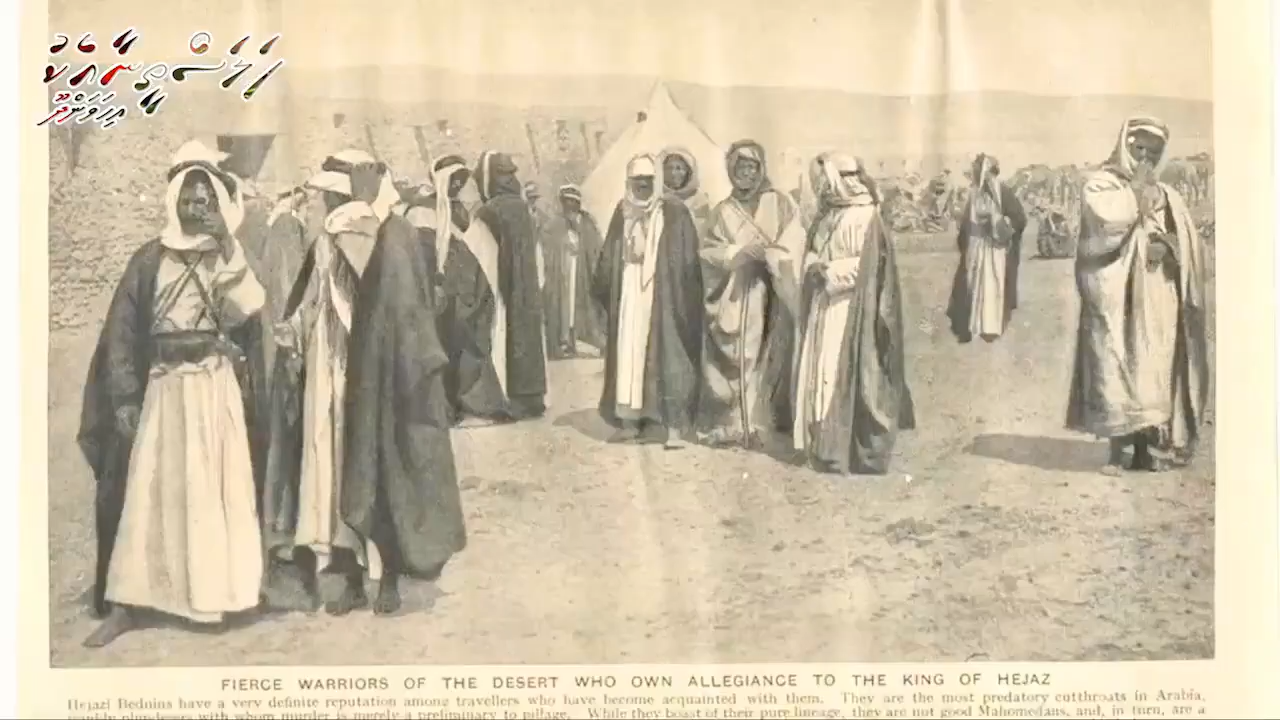 ފަލަސްޠީނާއެކު
އިހަވަންދޫ
FIERCE WARRIORS OF THE DESERT WHO OWN ALLEGIANCE TO THE KING OF HEJAZ
Hejazi Beduins have a very definite reputation among travellers who have become acquainted with them. They are the most predatory cutthroats in Arabia,
plunderers with whom murder is merely a preliminary to pillage. While they boast of their pure lineage, they are not good Mahomedans, and, in turn, are a